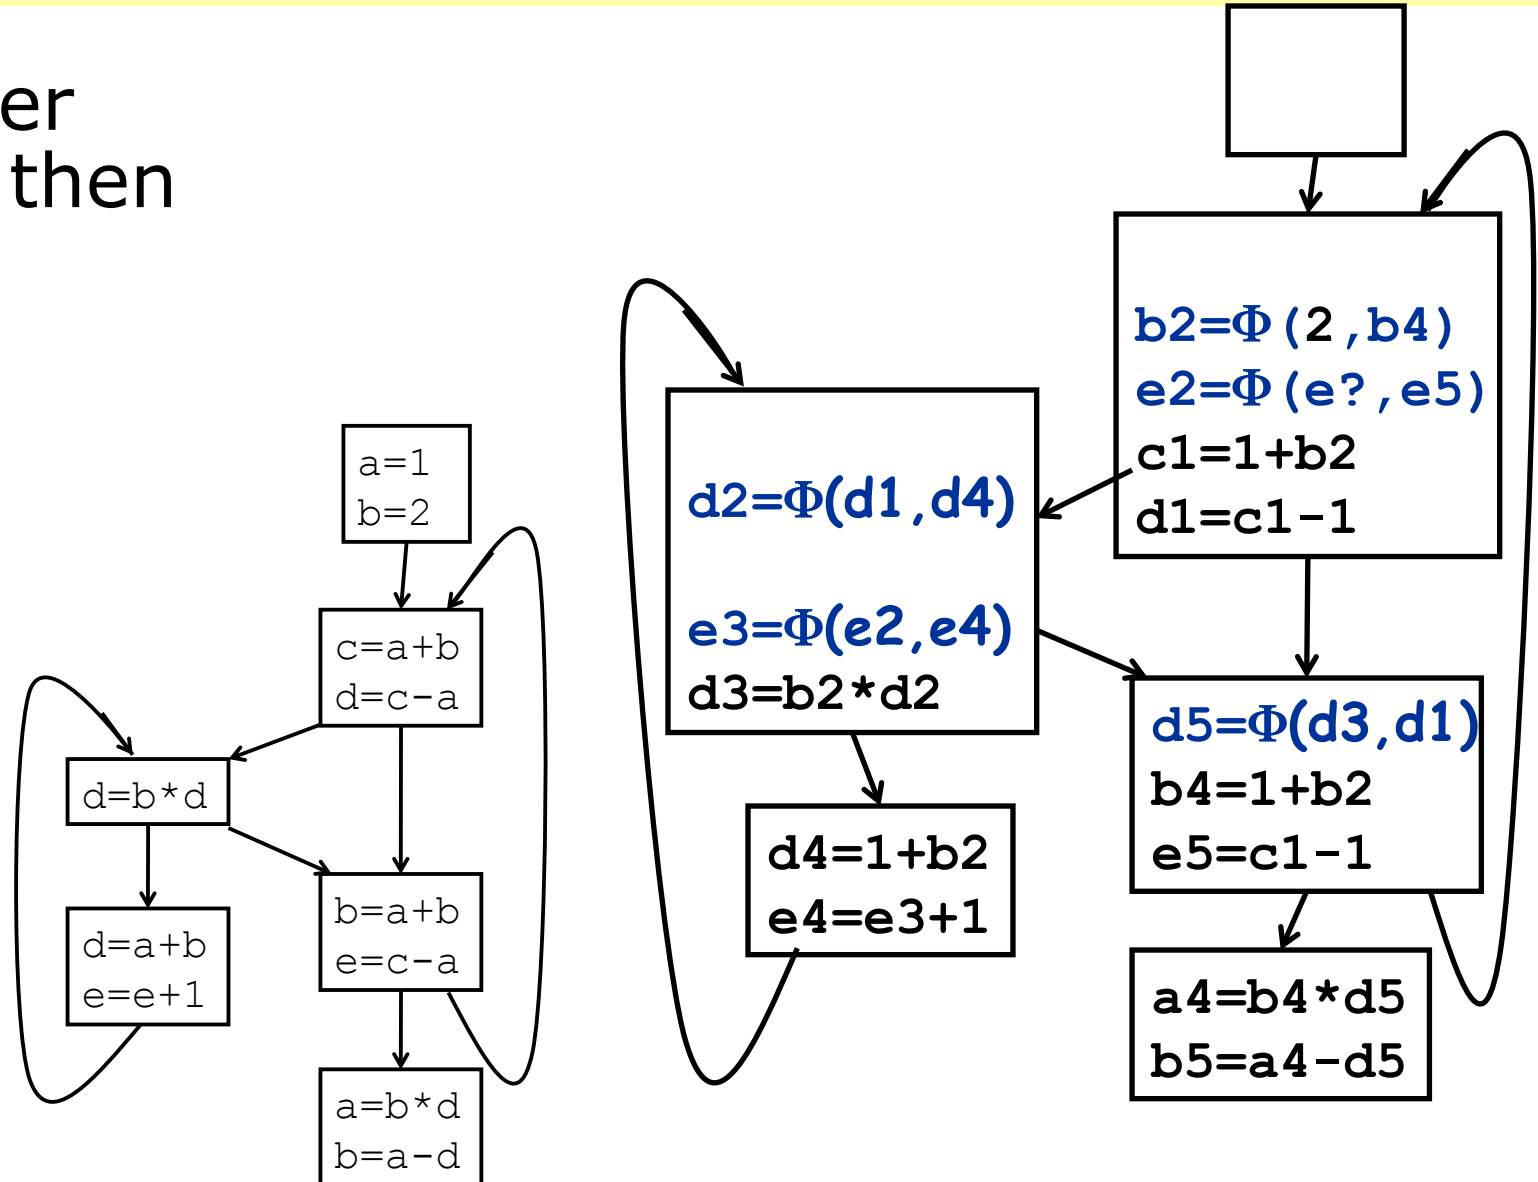 er
then
a=1
b=2
c=a+b
d=c-a
d=b*d
d=a+b
e=e+1
b=a+b
e=c-a
a=b*d
b=a-d
b2=Φ(2,b4)
e2=Φ(e?,e5)
c1=1+b2
d1=c1-1
d2=Φ(d1,d4)
e3=Φ(e2,e4)
d3=b2*d2
d4=1+b2
e4=e3+1
d5=Φ(d3,d1)
b4=1+b2
e5=c1-1
a4=b4*d5
b5=a4-d5